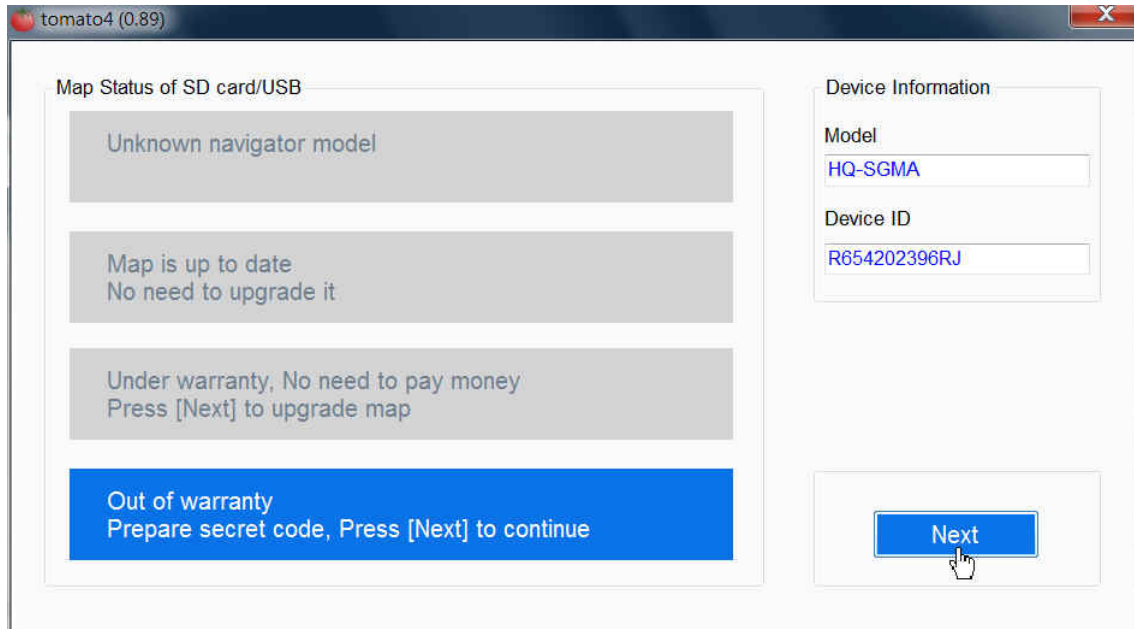 tomato4 (0.89)
Map Status of SD card/USB
Unknown navigator model
Map is up to date
No need to upgrade it
Under warranty, No need to pay money
Press [Next] to upgrade map
Out of warranty
Prepare secret code, Press [Next] to continue
Device Information
Model
HQ-SGMA
Device ID
R654202396RJ
Next